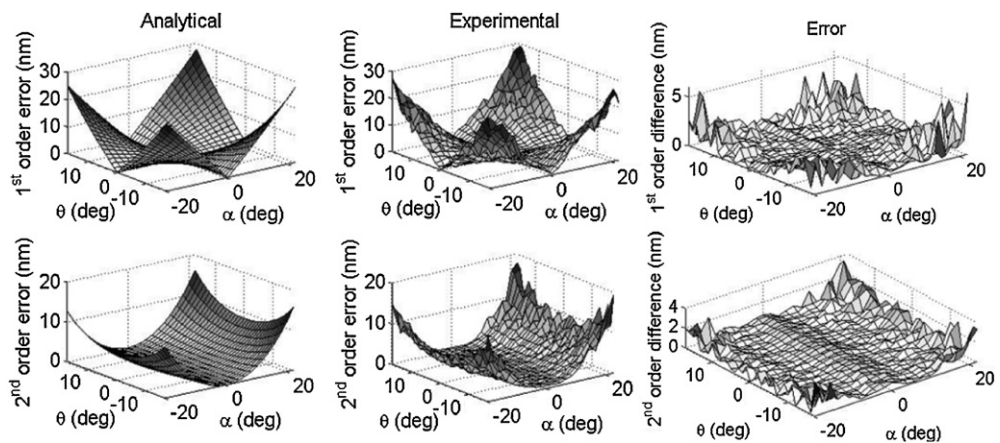 Analytical
Experimental
Error
1st order error (nm)
30
20
10
0
10
0
-10
θ (deg)
-20
0
20
α (deg)
1st order error (nm)
30
20
10
0
10
0
-10
θ (deg)
-20
0
20
α (deg)
1st order difference (nm)
5
0
10
0
-10
θ (deg)
-20
0
20
α (deg)
2nd order error (nm)
20
10
0
10
0
-10
θ (deg)
-20
0
20
α (deg)
2nd order error (nm)
20
10
0
10
0
-10
θ (deg)
-20
0
20
α (deg)
2nd order difference (nm)
4
2
0
10
0
-10
θ (deg)
-20
0
20
α (deg)